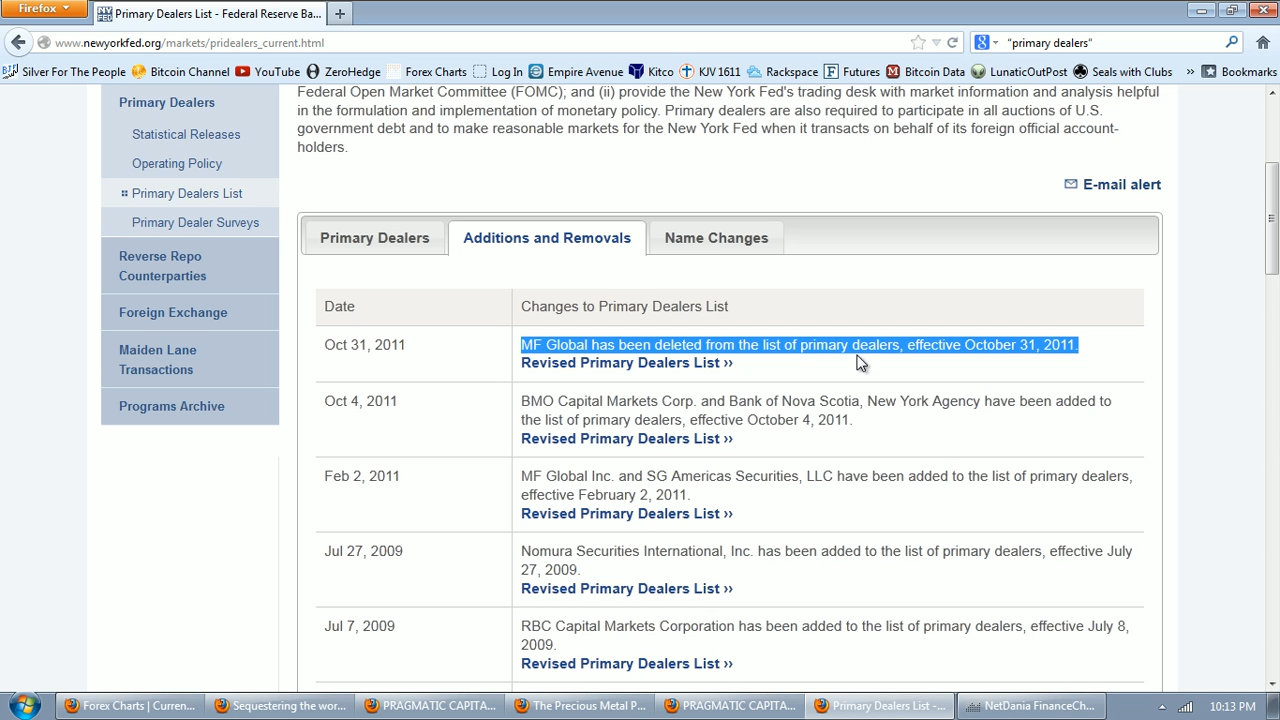 Firefox
Primary Dealers List - Federal Reserve Ba...
www.newyorkfed.org/markets/pridealers_current.html
"primary dealers"
Silver For The People
Bitcoin Channel
YouTube
ZeroHedge
Forex Charts
Log In
Empire Avenue
Kitco
KJV 1611
Rackspace
Futures
Bitcoin Data
LunaticOutPost
Seals with Clubs
Bookmarks
Primary Dealers
Statistical Releases
Operating Policy
Primary Dealers List
Primary Dealer Surveys
Reverse Repo
Counterparties
Foreign Exchange
Maiden Lane
Transactions
Programs Archive
Federal Open Market Committee (FOMC); and (ii) provide the New York Fed's trading desk with market information and analysis helpful
in the formulation and implementation of monetary policy. Primary dealers are also required to participate in all auctions of U.S.
government debt and to make reasonable markets for the New York Fed when it transacts on behalf of its foreign official account-
holders.
E-mail alert
Primary Dealers
Additions and Removals
Name Changes
Date
Changes to Primary Dealers List
Oct 31, 2011
MF Global has been deleted from the list of primary dealers, effective October 31, 2011.
Revised Primary Dealers List ››
Oct 4, 2011
BMO Capital Markets Corp. and Bank of Nova Scotia, New York Agency have been added to
the list of primary dealers, effective October 4, 2011.
Revised Primary Dealers List ››
Feb 2, 2011
MF Global Inc. and SG Americas Securities, LLC have been added to the list of primary dealers,
effective February 2, 2011.
Revised Primary Dealers List ››
Jul 27, 2009
Nomura Securities International, Inc. has been added to the list of primary dealers, effective July
27, 2009.
Revised Primary Dealers List ››
Jul 7, 2009
RBC Capital Markets Corporation has been added to the list of primary dealers, effective July 8,
2009.
Revised Primary Dealers List ››
Forex Charts | Curren...
Sequestering the wor...
PRAGMATIC CAPITA...
The Precious Metal P...
PRAGMATIC CAPITA...
Primary Dealers List -...
NetDania FinanceCh...
10:13 PM